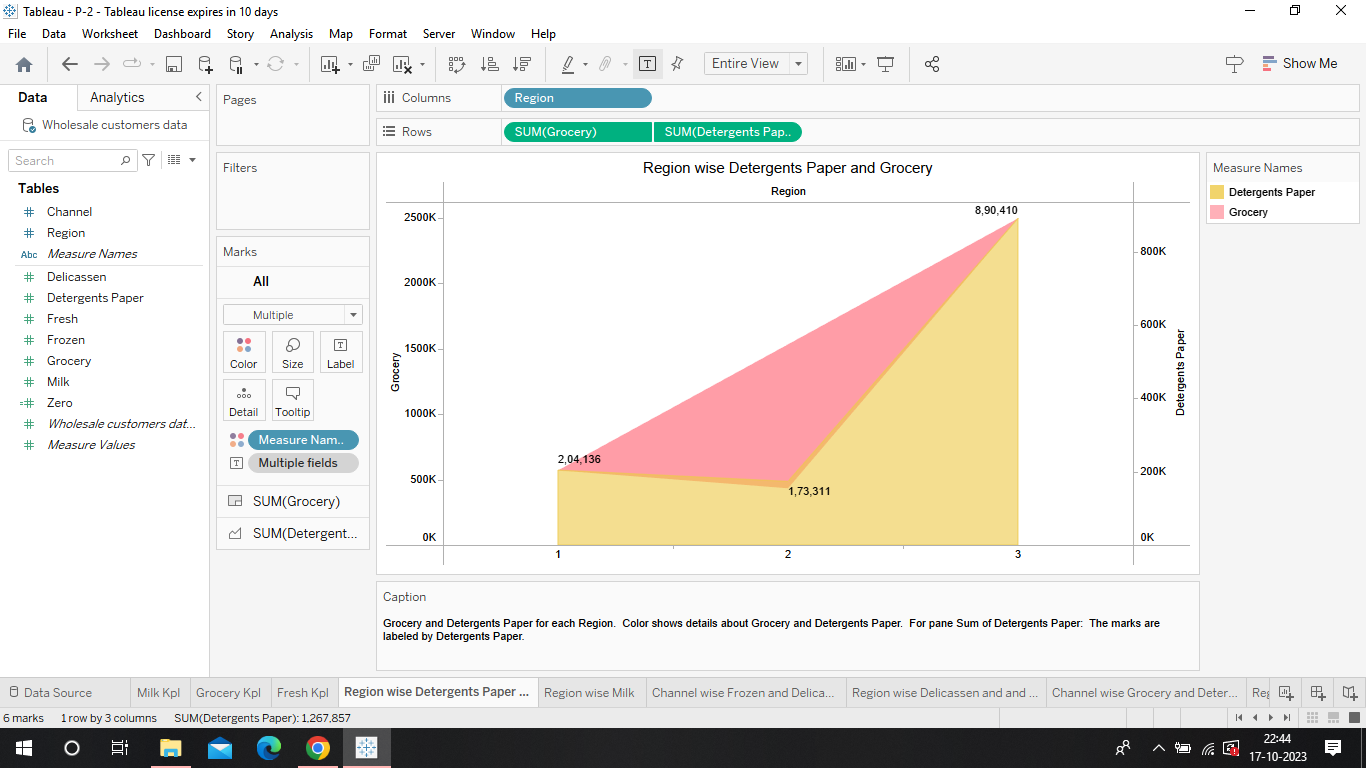 Tableau - P-2 - Tableau license expires in 10 days
File Data Worksheet Dashboard Story Analysis Map Format Server Window Help
Entire View
Show Me
Data Analytics
Wholesale customers data
Search
Tables
Channel
Region
Abc Measure Names
Delicassen
Detergents Paper
Fresh
Frozen
Grocery
Milk
Zero
Wholesale customers dat...
Measure Values
Pages
Filters
Marks
All
Multiple
Color Size Label
Detail Tooltip
Measure Nam..
Multiple fields
SUM(Grocery)
SUM(Detergent...
Columns Region
Rows SUM(Grocery) SUM(Detergents Pap..
Region wise Detergents Paper and Grocery
Region
2500K
2000K
1500K
1000K
500K
0K
Grocery
8,90,410
2,04,136
1,73,311
1 2 3
800K
600K
400K
200K
0K
Detergents Paper
Measure Names
Detergents Paper
Grocery
Caption
Grocery and Detergents Paper for each Region. Color shows details about Grocery and Detergents Paper. For pane Sum of Detergents Paper: The marks are
labeled by Detergents Paper.
Data Source Milk Kpl Grocery Kpl Fresh Kpl Region wise Detergents Paper ... Region wise Milk Channel wise Frozen and Delica... Region wise Delicassen and and ... Channel wise Grocery and Deter... Reg
6 marks 1 row by 3 columns SUM(Detergents Paper): 1,267,857
22:44
17-10-2023